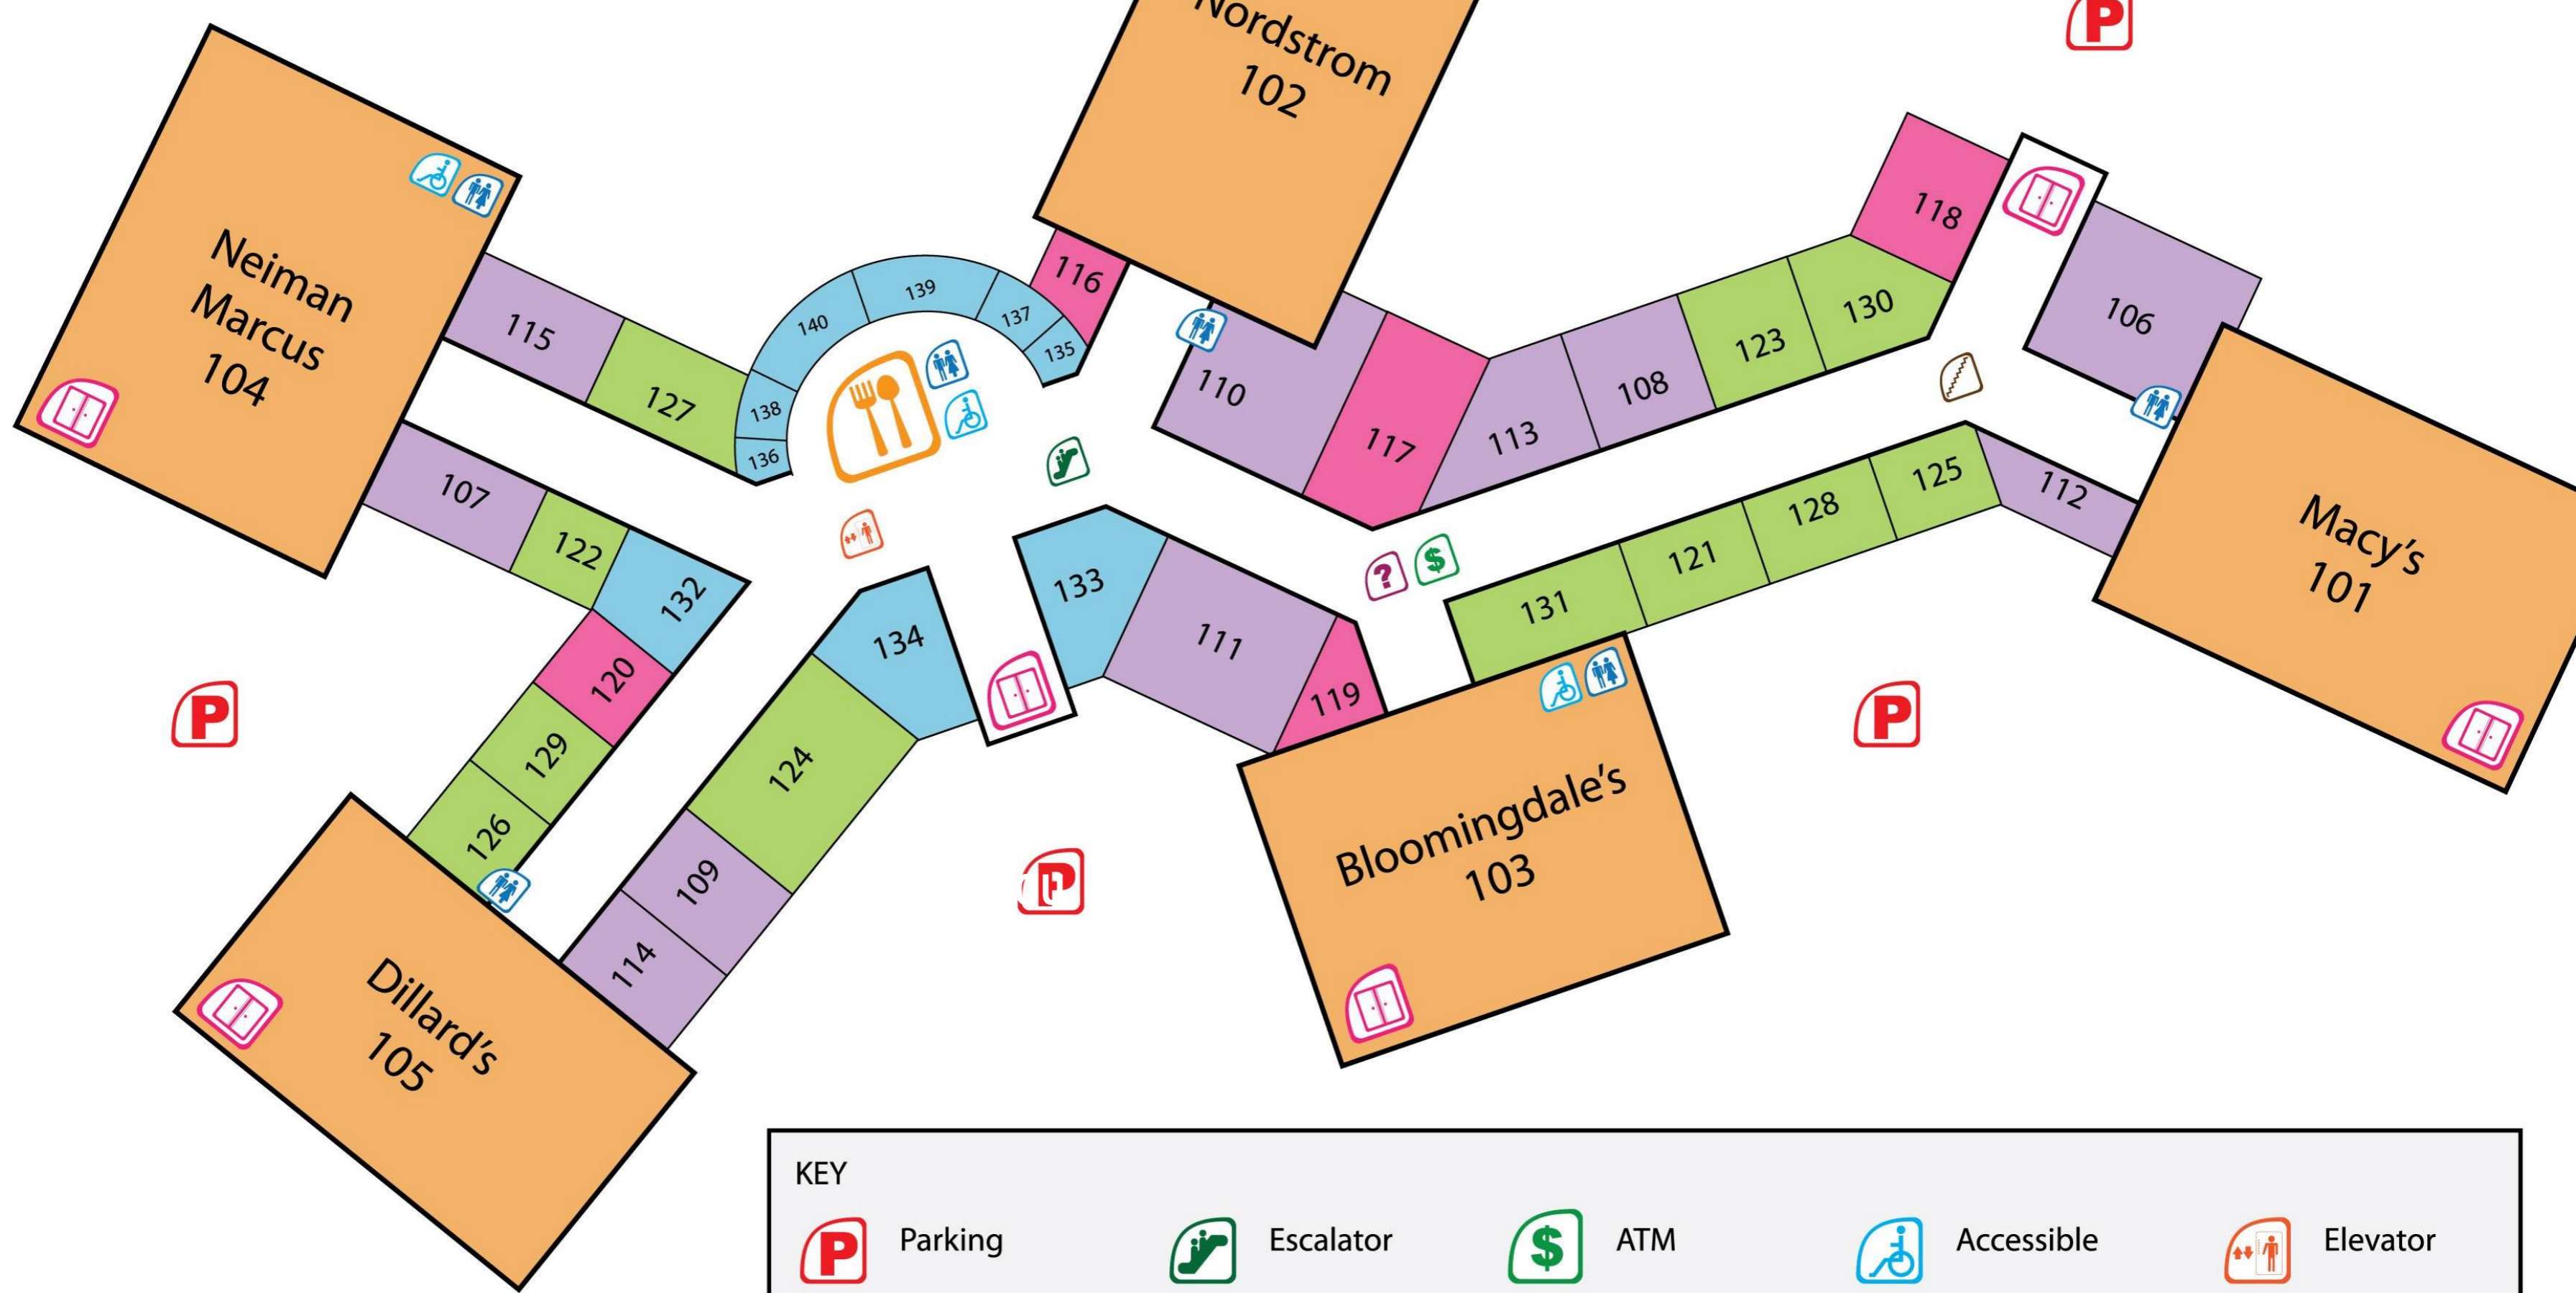 P
Nordstrom
102
118
Neiman
Marcus
104
116
139
137
140
135
115
127
138
136
106
130
123
110
108
113
117
107
122
132
125
112
128
121
131
Macy's
101
?
$
133
111
119
134
120
129
126
124
109
114
P
P
P
Bloomingdale's
103
Dillard's
105
KEY
P Parking
Escalator
$ ATM
Accessible
Elevator